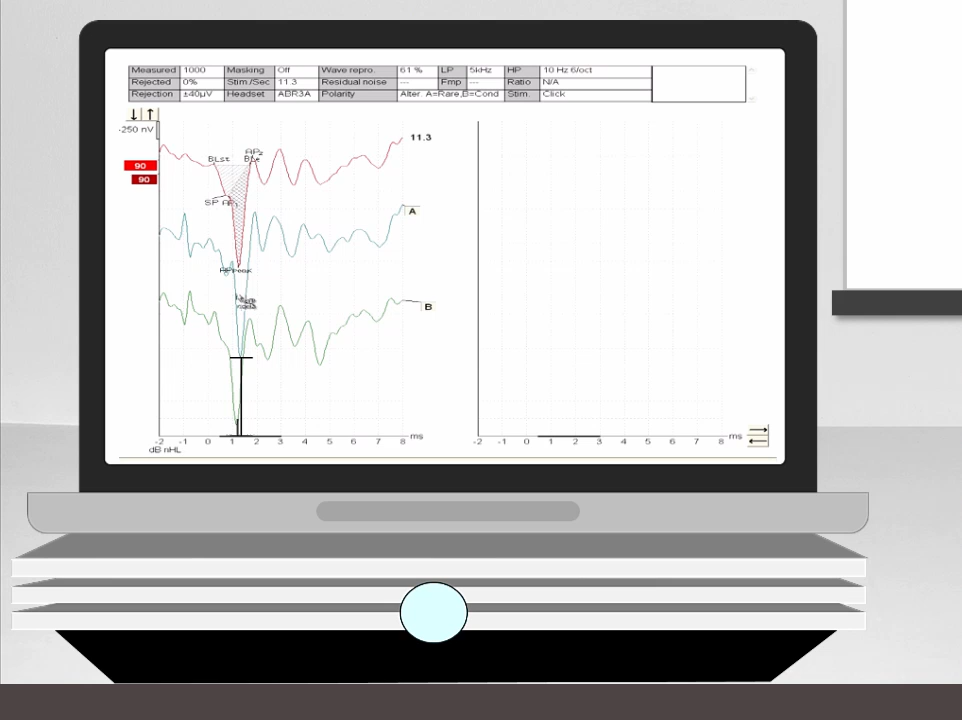 Measured 1000 Masking Off Wave repro. 61 % LP 5kHz HP 10 Hz 6/oct
Rejected 0% Stim./Sec 11.3 Residual noise --- Fmp --- Ratio N/A
Rejection ±40µV Headset ABR3A Polarity Alter. A=Rare,B=Cond Stim. Click
-250 nV
11.3
90
90
BLst
SP
A
B
-2 -1 0 1 2 3 4 5 6 7 8 ms
-2 -1 0 1 2 3 4 5 6 7 8 ms
dB nHL